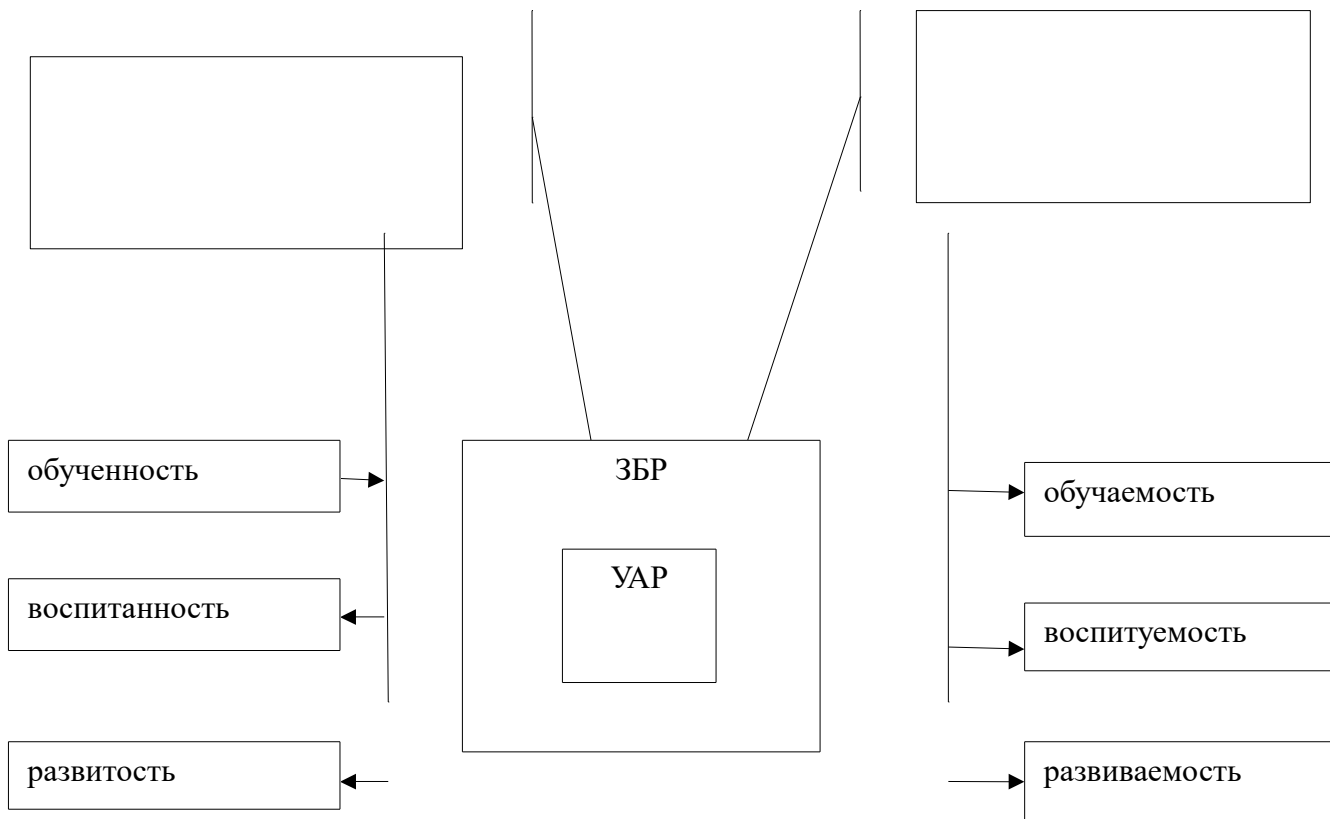 обученность
ЗБР
обучаемость
УАР
воспитанность
воспитуемость
развитость
развиваемость